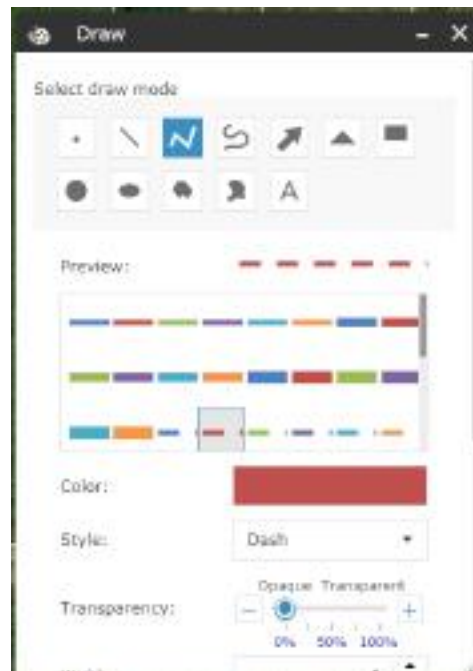 Draw
Select draw mode
A
Preview:
Color:
Style: Dash
Opaque Transparent
Transparency:
0% 50% 100%